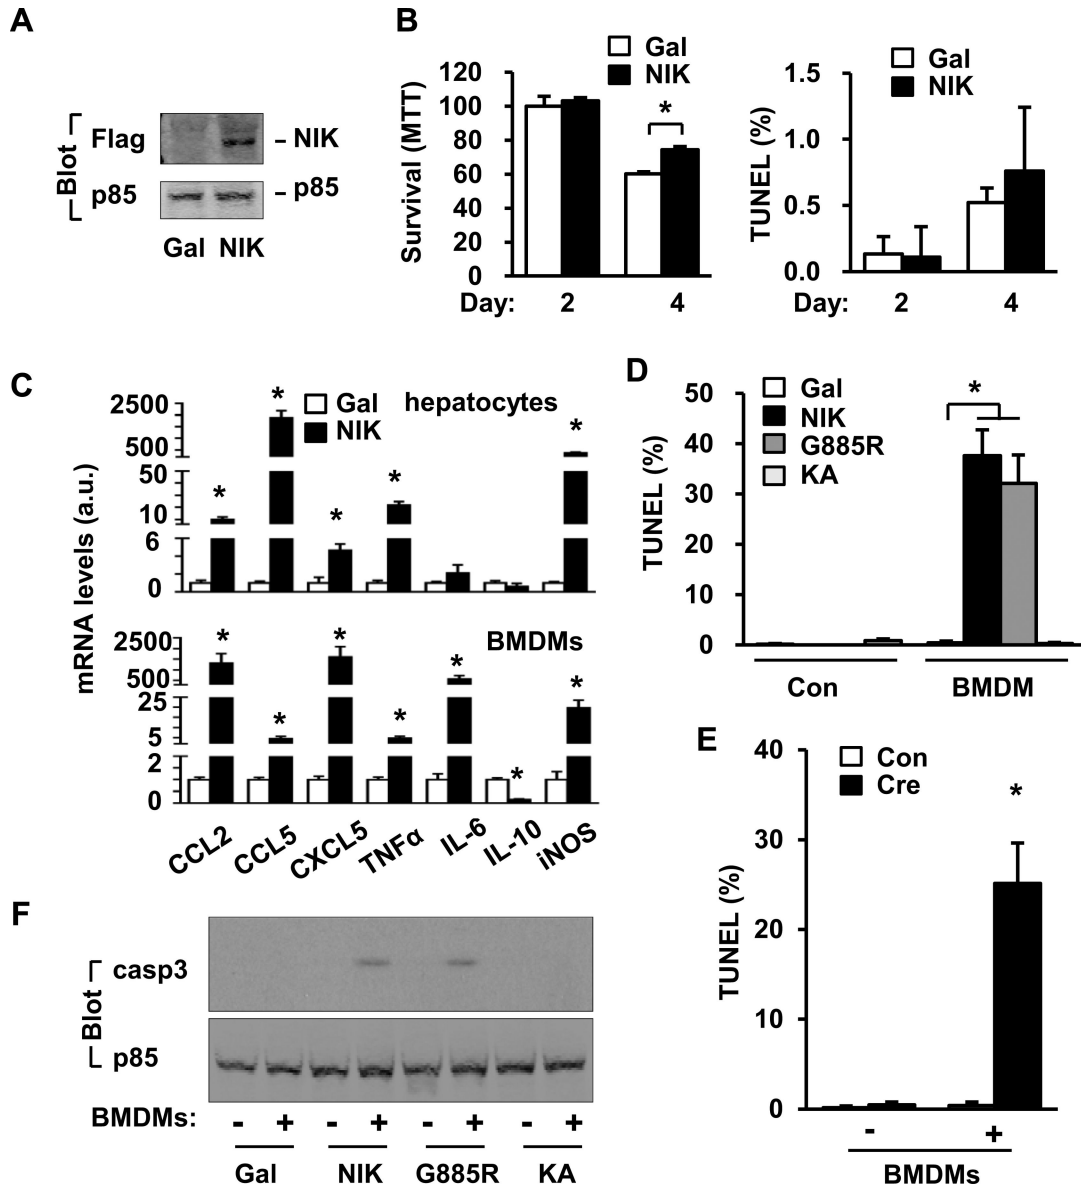 A
Blot
Flag
– NIK
p85
– p85
Gal NIK
B
Gal
NIK
Survival (MTT)
120
100
80
60
40
20
0
*
Day: 2 4
Gal
NIK
TUNEL (%)
1.5
1.0
0.5
0.0
Day: 2 4
C
mRNA levels (a.u.)
Gal
NIK
hepatocytes
2500
500
50
10
6
0
* * * * *
BMDMs
2500
500
25
5
2
0
* * * * * * *
CCL2 CCL5 CXCL5 TNFα IL-6 IL-10 iNOS
D
Gal
NIK
G885R
KA
TUNEL (%)
50
40
30
20
10
0
*
Con BMDM
E
Con
Cre
TUNEL (%)
40
30
20
10
0
*
- +
BMDMs
F
Blot
casp3
p85
BMDMs: - + - + - + - +
Gal NIK G885R KA